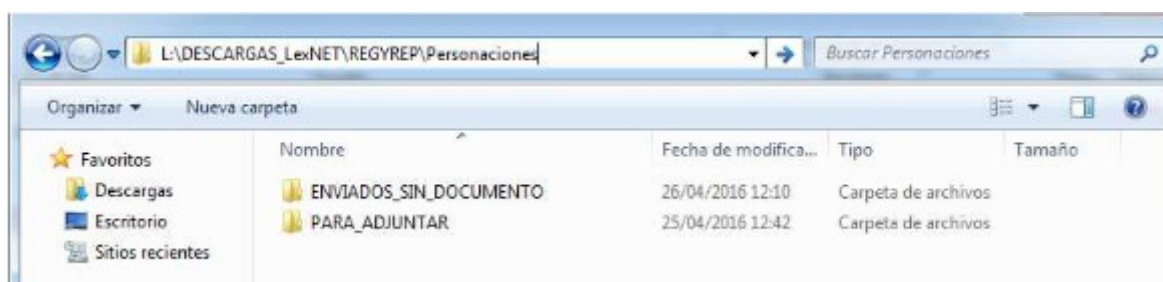 L:\DESCARGAS_LexNET\REGYREP\Personaciones
Buscar Personaciones
Organizar
Nueva carpeta
Favoritos
Descargas
Escritorio
Sitios recientes
Nombre Fecha de modifica... Tipo Tamaño
ENVIADOS_SIN_DOCUMENTO 26/04/2016 12:10 Carpeta de archivos
PARA_ADJUNTAR 25/04/2016 12:42 Carpeta de archivos